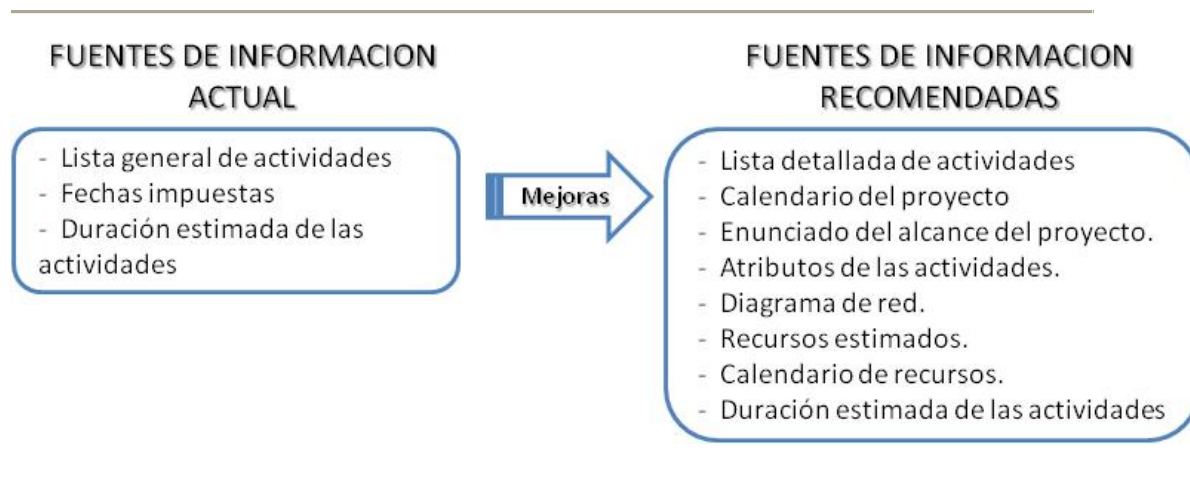 FUENTES DE INFORMACION
ACTUAL
- Lista general de actividades
- Fechas impuestas
- Duración estimada de las
actividades
Mejoras
FUENTES DE INFORMACION
RECOMENDADAS
- Lista detallada de actividades
- Calendario del proyecto
- Enunciado del alcance del proyecto.
- Atributos de las actividades.
- Diagrama de red.
- Recursos estimados.
- Calendario de recursos.
- Duración estimada de las actividades